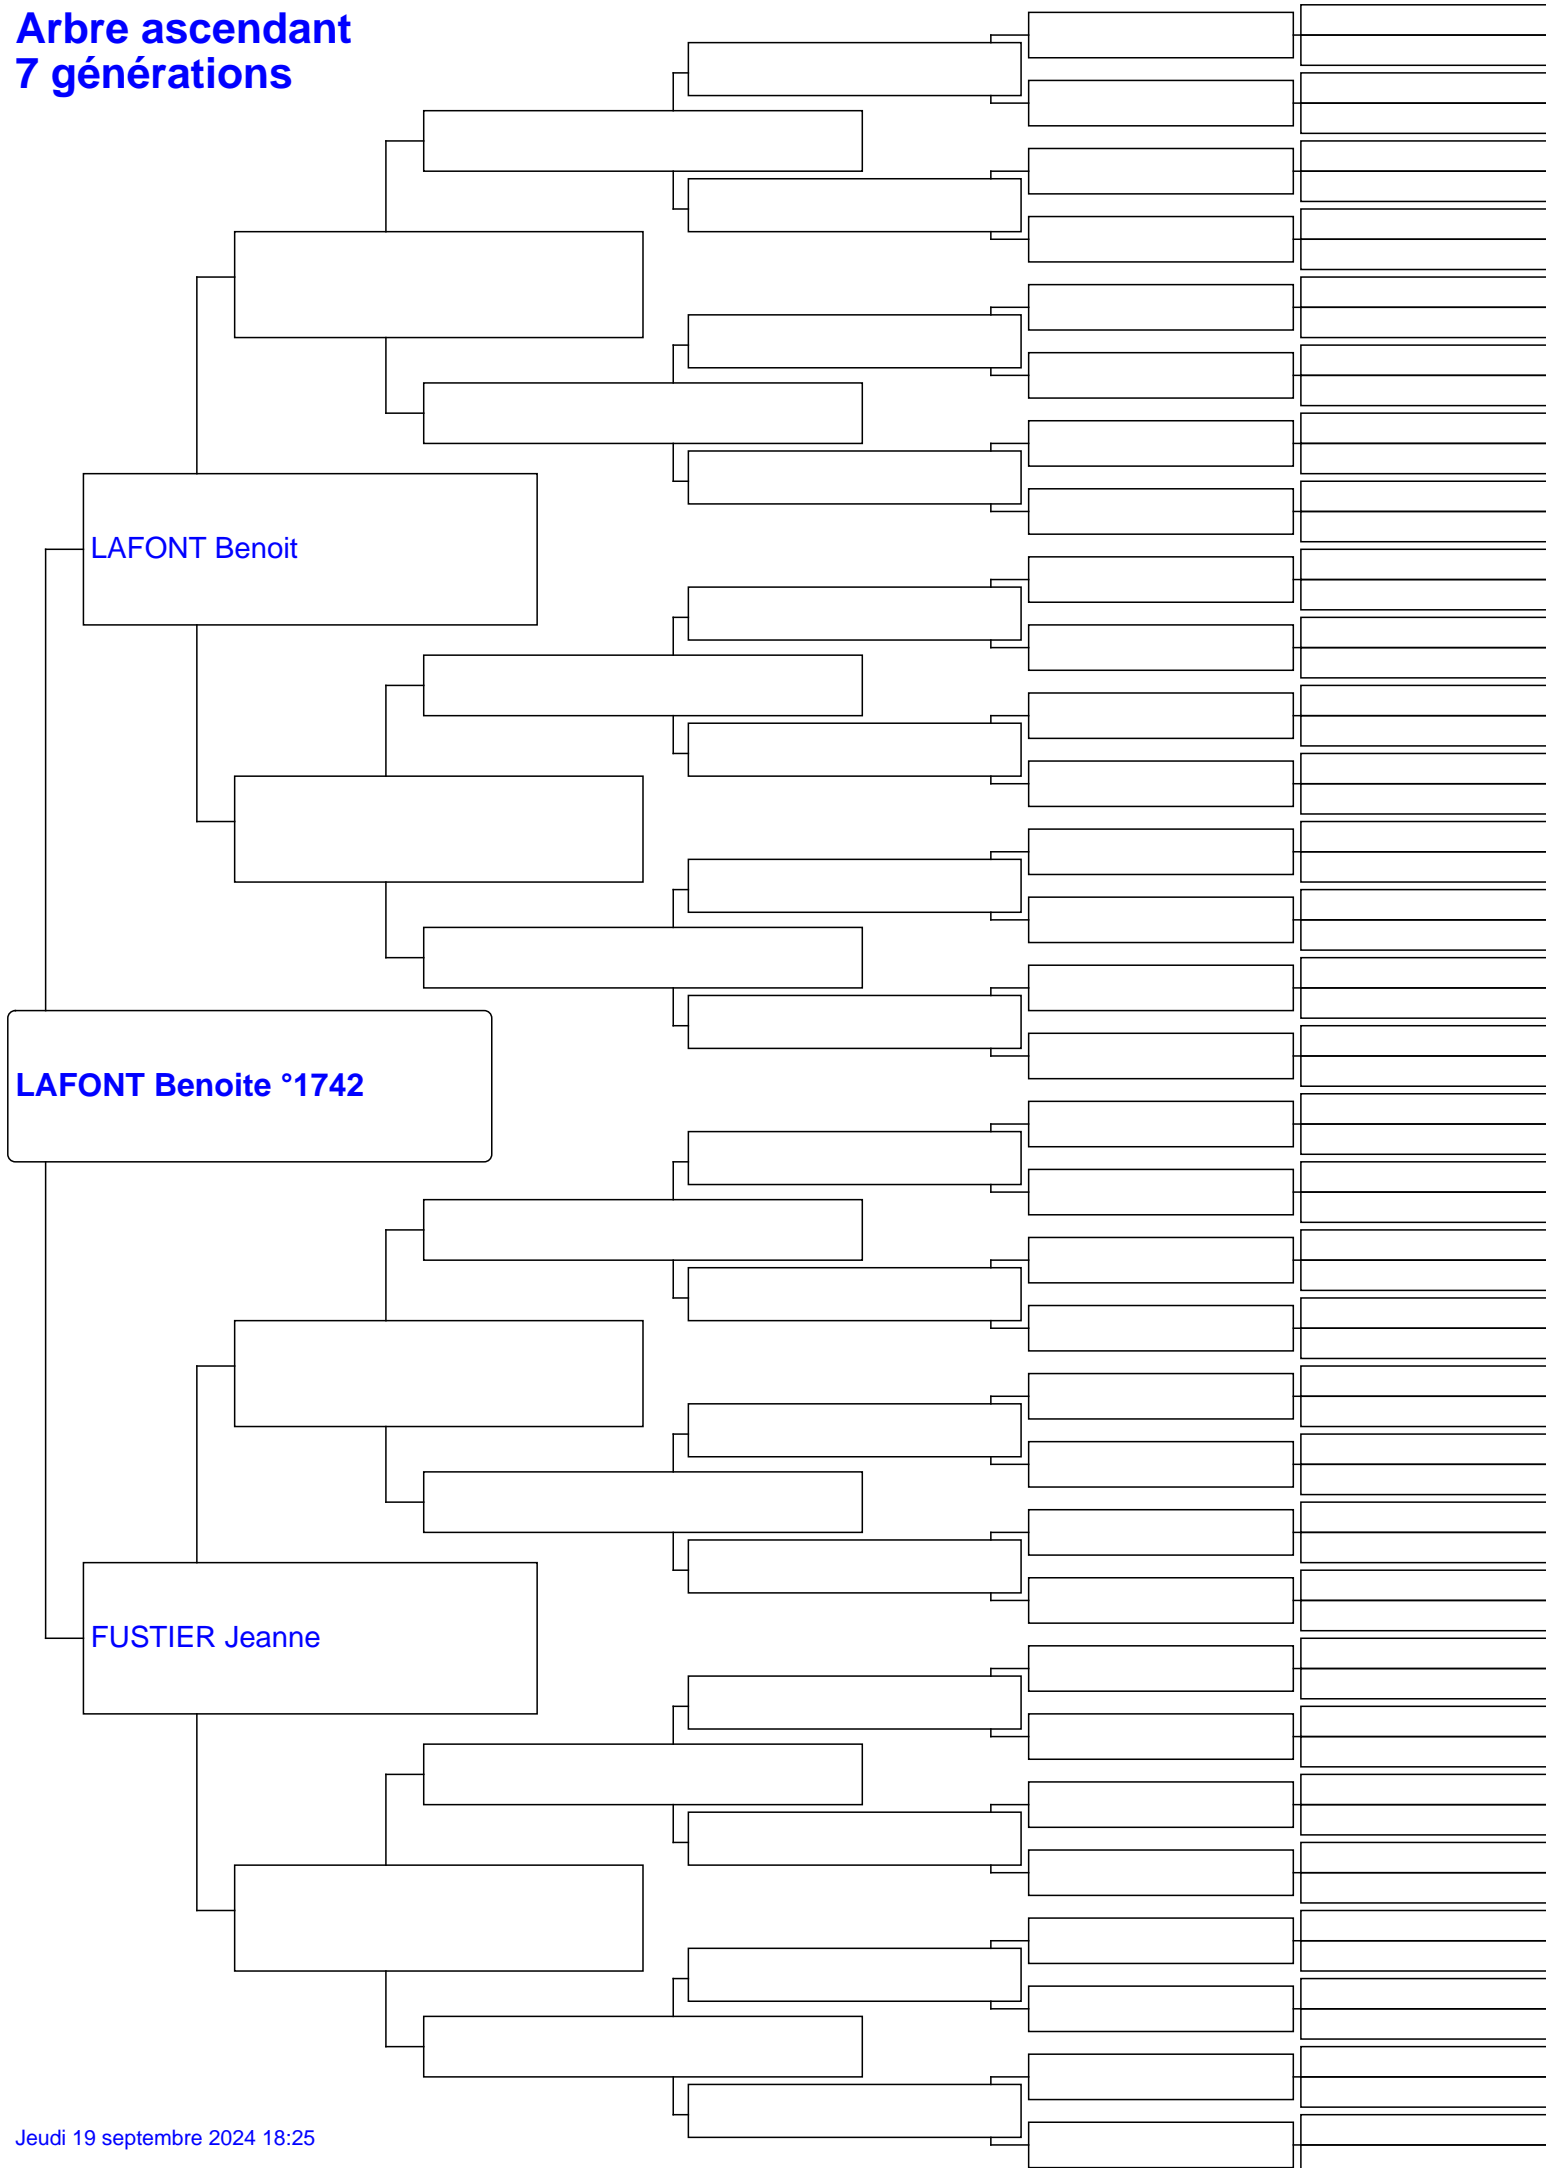 Arbre ascendant
7 générations
LAFONT Benoit
LAFONT Benoite °1742
FUSTIER Jeanne
Jeudi 19 septembre 2024 18:25